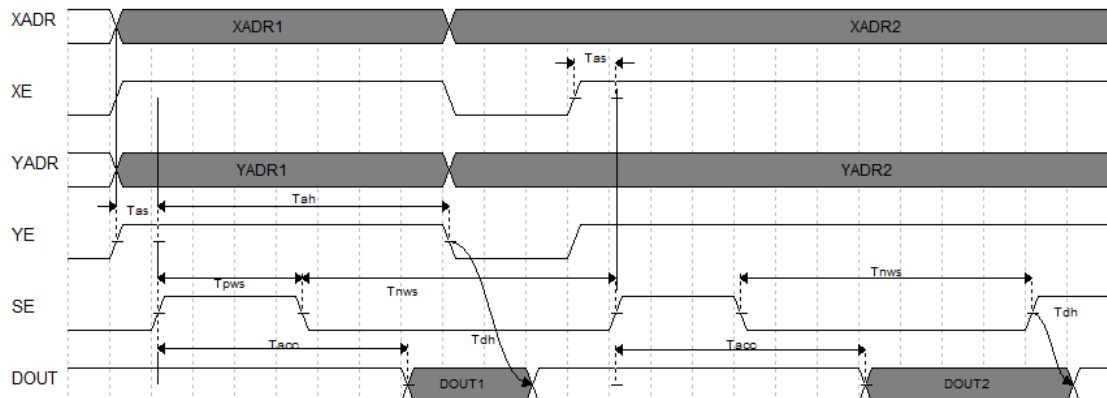 XADR XADR1 XADR2
Tas
XE
YADR YADR1 YADR2
Tas Tah
YE
Tpws Tnws Tnws
SE
Tacc Tdh Tacc Tdh
DOUT DOUT1 DOUT2